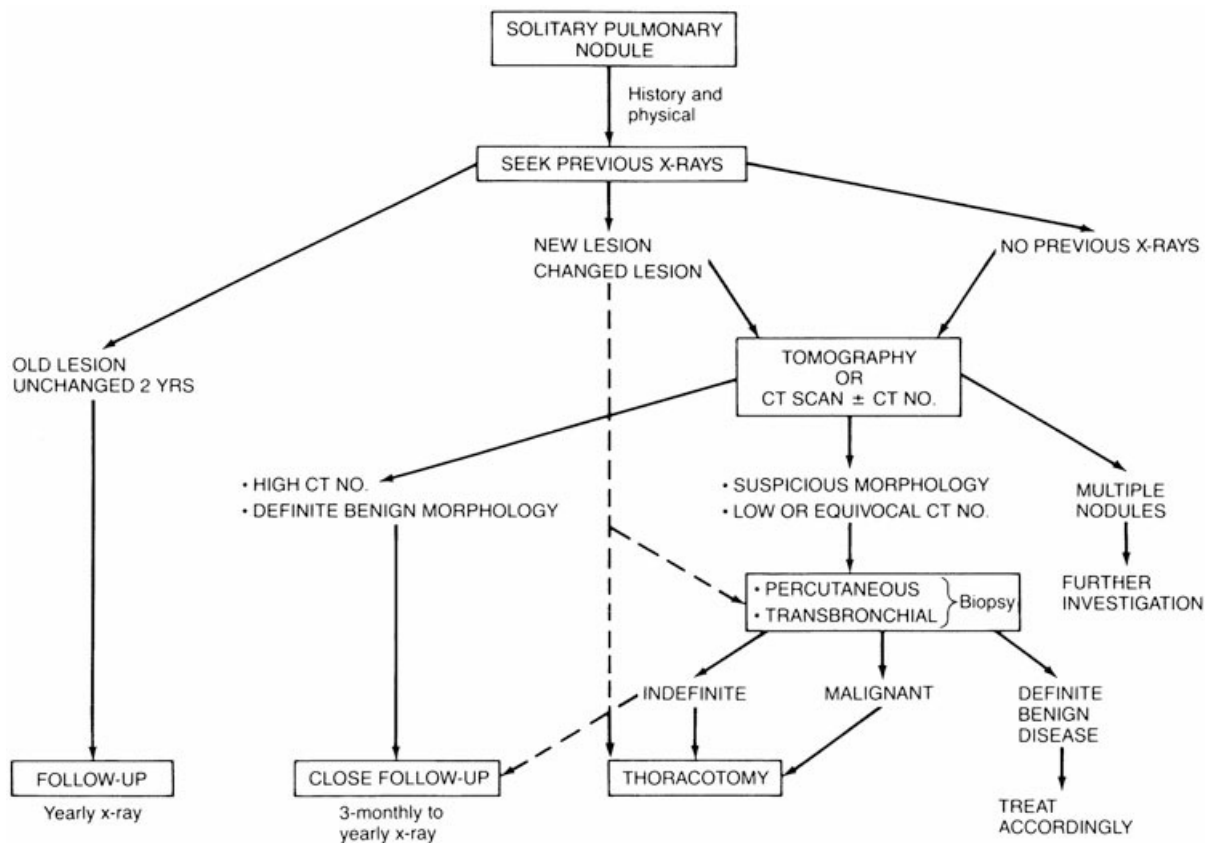 SOLITARY PULMONARY
NODULE
History and
physical
SEEK PREVIOUS X-RAYS
NEW LESION
CHANGED LESION
NO PREVIOUS X-RAYS
OLD LESION
UNCHANGED 2 YRS
TOMOGRAPHY
OR
CT SCAN ± CT NO.
• HIGH CT NO.
• DEFINITE BENIGN MORPHOLOGY
• SUSPICIOUS MORPHOLOGY
• LOW OR EQUIVOCAL CT NO.
MULTIPLE
NODULES
FURTHER
INVESTIGATION
• PERCUTANEOUS
• TRANSBRONCHIAL
Biopsy
INDEFINITE
MALIGNANT
DEFINITE
BENIGN
DISEASE
FOLLOW-UP
Yearly x-ray
CLOSE FOLLOW-UP
3-monthly to
yearly x-ray
THORACOTOMY
TREAT
ACCORDINGLY